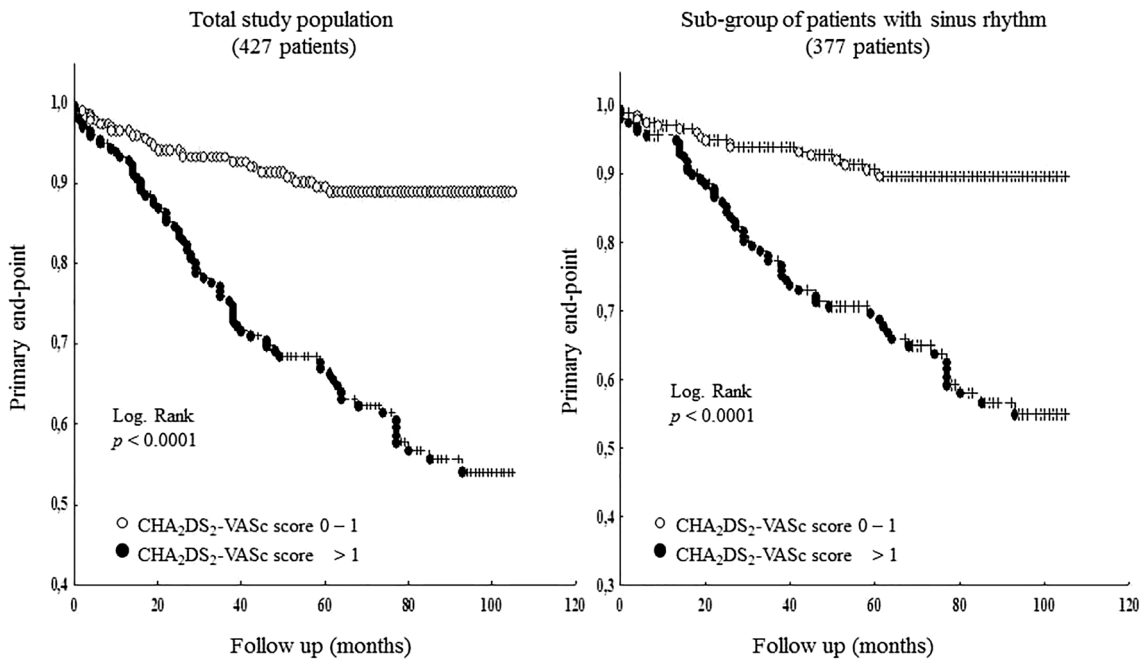 Total study population
(427 patients)
1,0
0,9
0,8
0,7
0,6
0,5
0,4
Primary end-point
Log. Rank
p < 0.0001
CHA2DS2-VASc score 0 – 1
CHA2DS2-VASc score > 1
0 20 40 60 80 100 120
Follow up (months)
Sub-group of patients with sinus rhythm
(377 patients)
1,0
0,9
0,8
0,7
0,6
0,5
0,4
0,3
Primary end-point
Log. Rank
p < 0.0001
CHA2DS2-VASc score 0 – 1
CHA2DS2-VASc score > 1
0 20 40 60 80 100 120
Follow up (months)